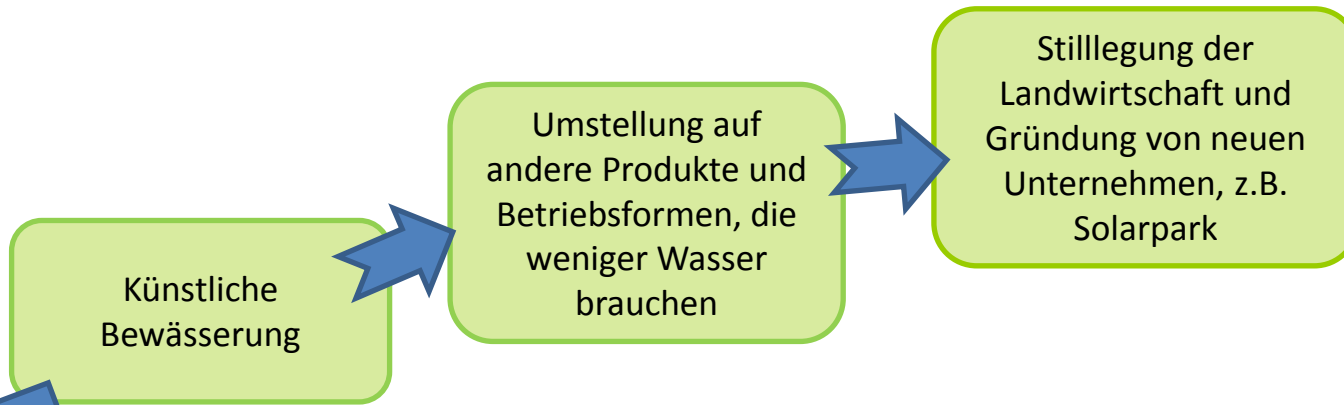 Künstliche
Bewässerung
Umstellung auf
andere Produkte und
Betriebsformen, die
weniger Wasser
brauchen
Stilllegung der
Landwirtschaft und
Gründung von neuen
Unternehmen, z.B.
Solarpark